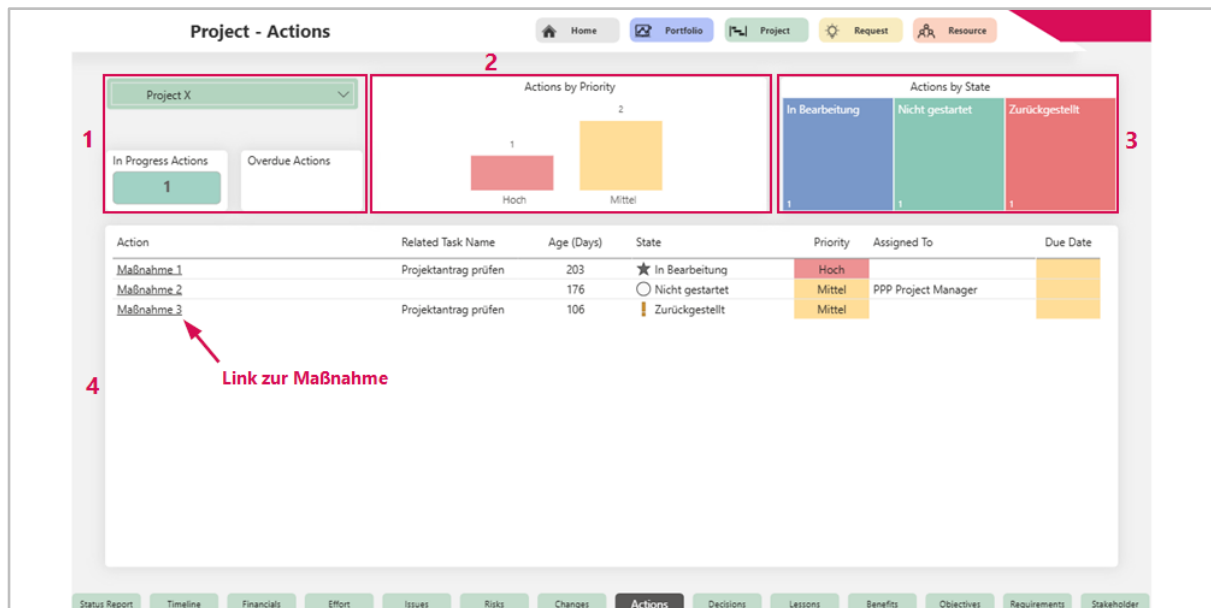 Project - Actions
Home
Portfolio
Project
Request
Resource
2
Project X
1
In Progress Actions
Overdue Actions
1
Actions by Priority
2
1
Hoch
Mittel
Actions by State
In Bearbeitung
Nicht gestartet
Zurückgestellt
1
1
1
3
Action Related Task Name Age (Days) State Priority Assigned To Due Date
Maßnahme 1 Projektantrag prüfen 203 In Bearbeitung Hoch
Maßnahme 2 176 Nicht gestartet Mittel PPP Project Manager
Maßnahme 3 Projektantrag prüfen 106 Zurückgestellt Mittel
Link zur Maßnahme
4
Status Report Timeline Financials Effort Issues Risks Changes Actions Decisions Lessons Benefits Objectives Requirements Stakeholder